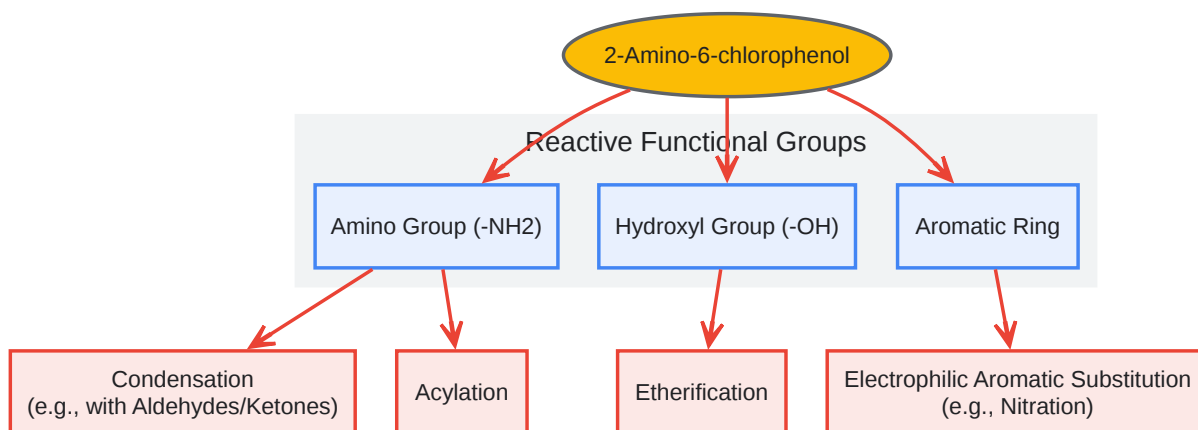 2-Amino-6-chlorophenol
Reactive Functional Groups
Amino Group (-NH2)
Hydroxyl Group (-OH)
Aromatic Ring
Condensation
(e.g., with Aldehydes/Ketones)
Acylation
Etherification
Electrophilic Aromatic Substitution
(e.g., Nitration)